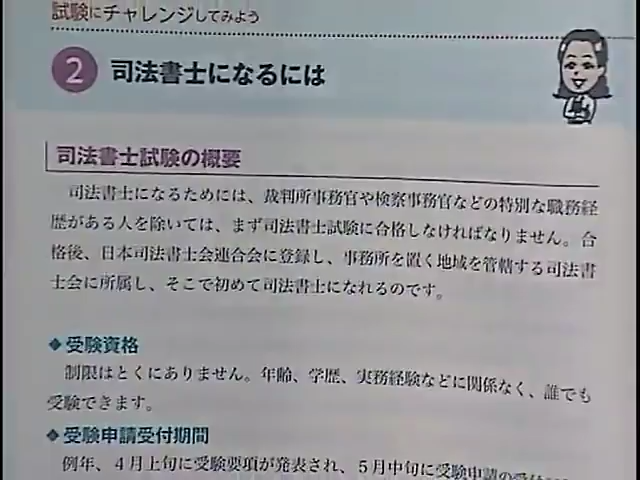 試験にチャレンジしてみよう
2 司法書士になるには
司法書士試験の概要
司法書士になるためには、裁判所事務官や検察事務官などの特別な職務経
歴がある人を除いては、まず司法書士試験に合格しなければなりません。合
格後、日本司法書士会連合会に登録し、事務所を置く地域を管轄する司法書
士会に所属し、そこで初めて司法書士になれるのです。
◆受験資格
制限はとくにありません。年齢、学歴、実務経験などに関係なく、誰でも
受験できます。
◆受験申請受付期間
例年、4月上旬に受験要項が発表され、5月中旬に受験申請の受付